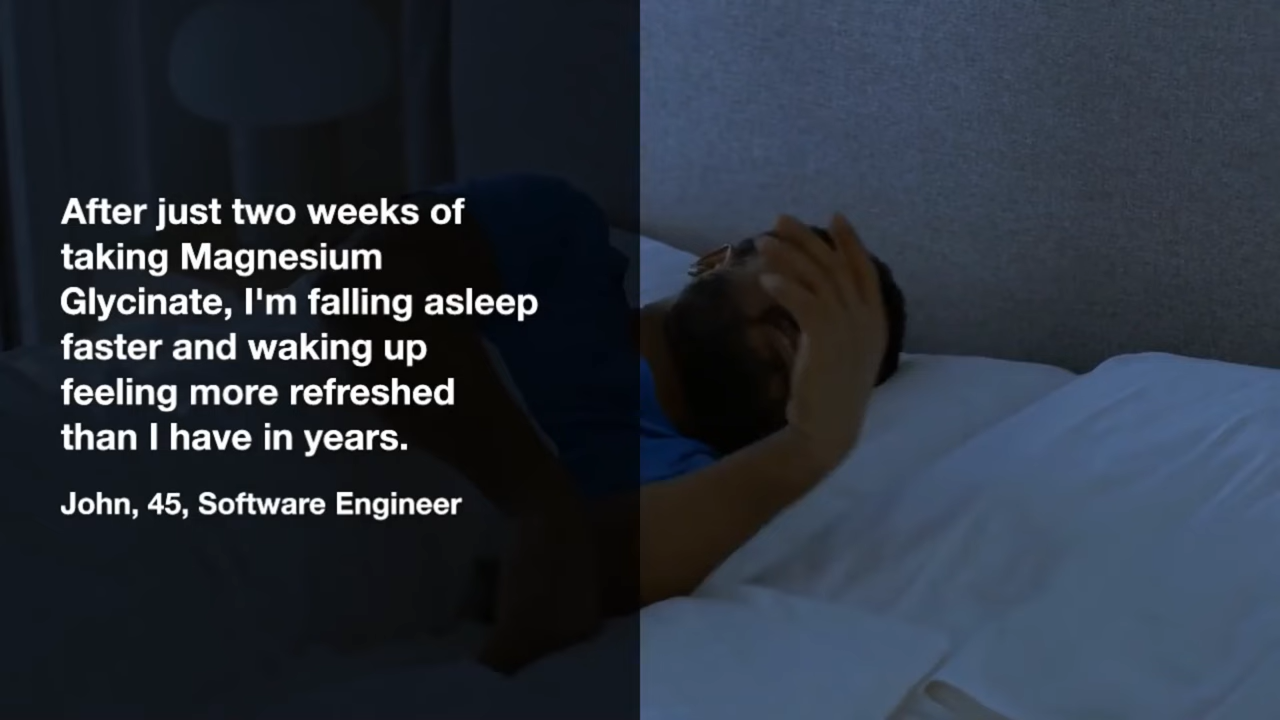 After just two weeks of
taking Magnesium
Glycinate, I'm falling asleep
faster and waking up
feeling more refreshed
than I have in years.
John, 45, Software Engineer